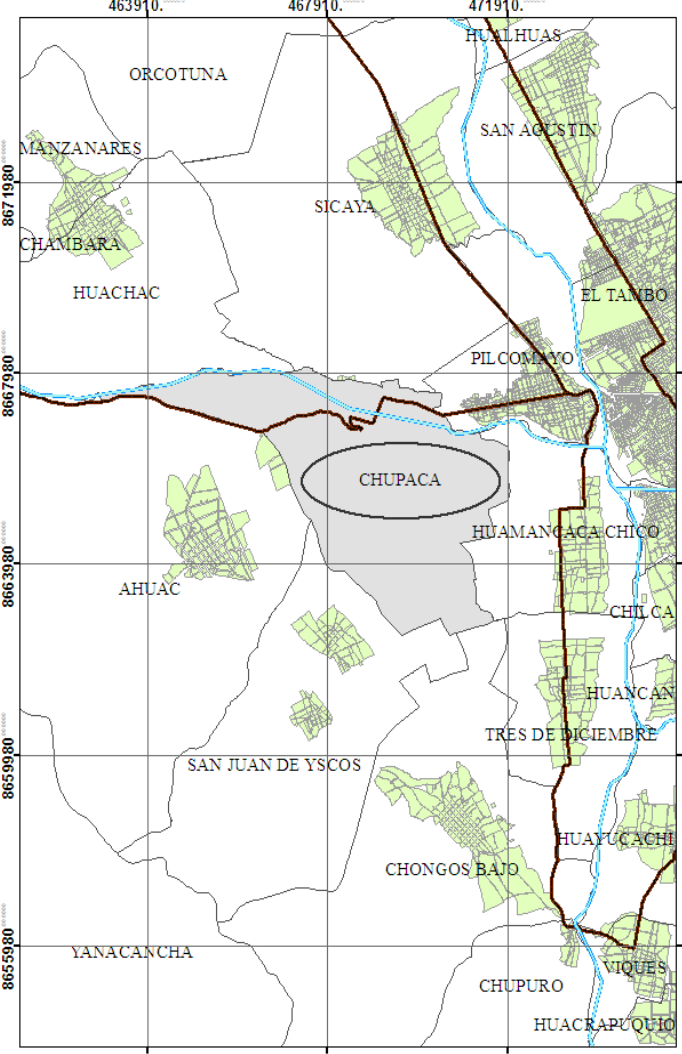 463910.
467910.
471910.
HUALHUAS
ORCOTUNA
SAN AGUSTIN
MANZANARES
8671980
SICAYA
CHAMBARA
HUACHAC
EL TAMBO
PILCOMAYO
8667980
CHUPACA
HUAMANCACA CHICO
8663980
AHUAC
CHILCA
HUANCAN
TRES DE DICIEMBRE
8659980
SAN JUAN DE YSCOS
HUAYUCACHI
CHONGOS BAJO
8655980
YANACANCHA
VIQUES
CHUPURO
HUACRAPUQUIO